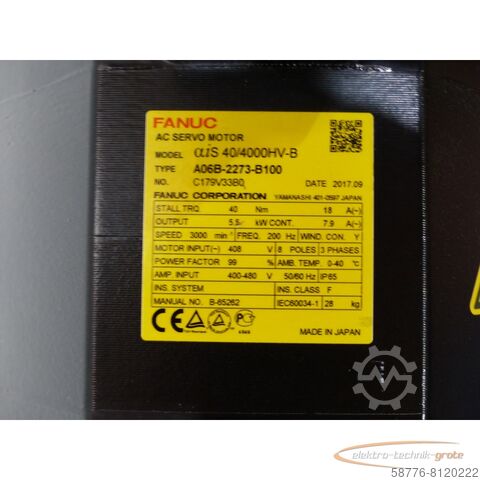 FANUC
AC SERVO MOTOR
MODEL αiS 40/4000HV-B
TYPE A06B-2273-B100
NO. C179V33B0 DATE 2017.09
FANUC CORPORATION YAMANASHI 401-0597 JAPAN
STALL TRQ. 40 Nm 18 A(~)
OUTPUT 5.5 kW CONT. 7.9 A(~)
SPEED 3000 min⁻¹ FREQ. 200 Hz WIND. CON. Y
MOTOR INPUT(~) 408 V 8 POLES 3 PHASES
POWER FACTOR 99 % AMB. TEMP. 0-40 °C
AMP. INPUT 400-480 V 50/60 Hz IP65
INS. SYSTEM INS. CLASS F
MANUAL NO. B-65262 IEC60034-1 28 kg
CE
MADE IN JAPAN
elektro-technik-grote
58776-8120222